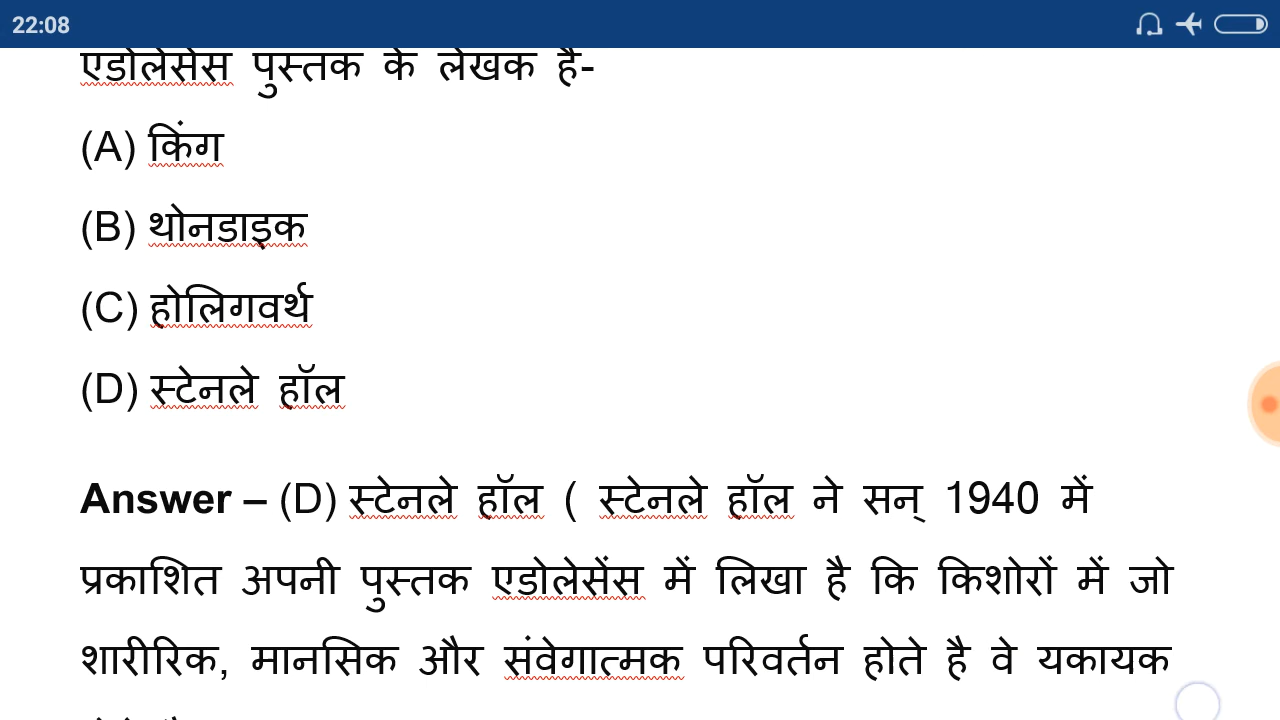 22:08
एडोलेसेंस पुस्तक के लेखक है-
(A) किंग
(B) थोनडाइक
(C) होलिगवर्थ
(D) स्टेनले हॉल
Answer – (D) स्टेनले हॉल ( स्टेनले हॉल ने सन् 1940 में
प्रकाशित अपनी पुस्तक एडोलेसेंस में लिखा है कि किशोरों में जो
शारीरिक, मानसिक और संवेगात्मक परिवर्तन होते है वे यकायक